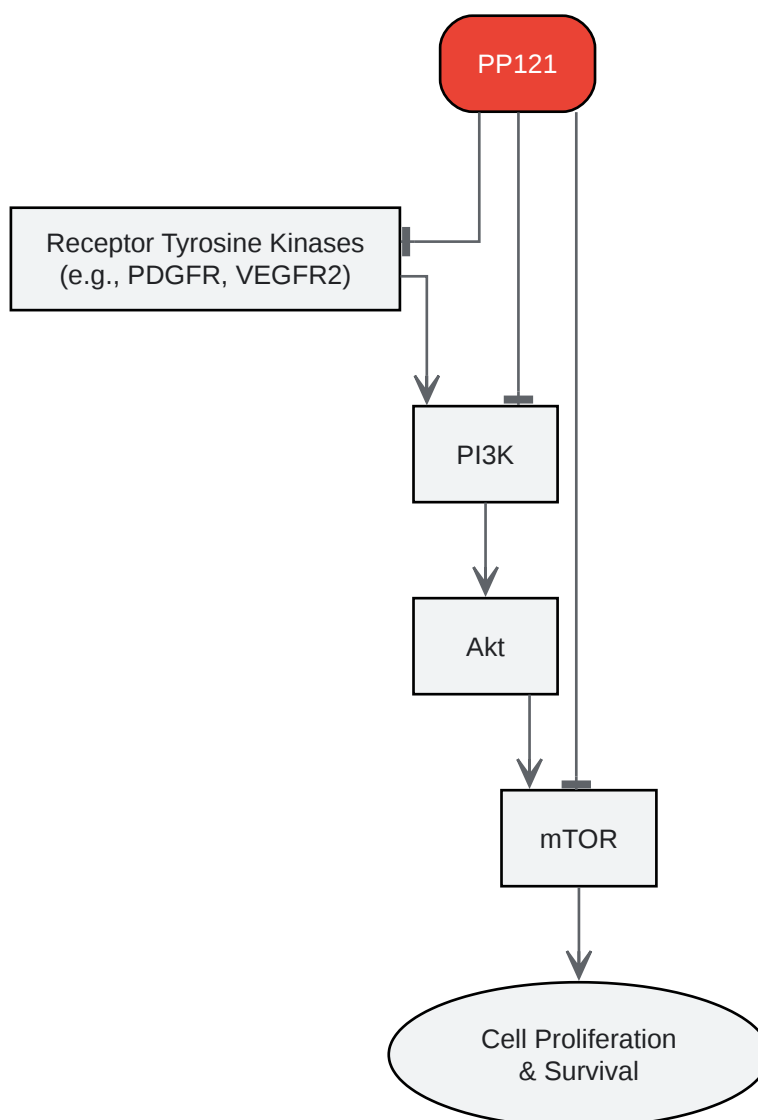 PP121
Receptor Tyrosine Kinases
(e.g., PDGFR, VEGFR2)
PI3K
Akt
mTOR
Cell Proliferation
& Survival